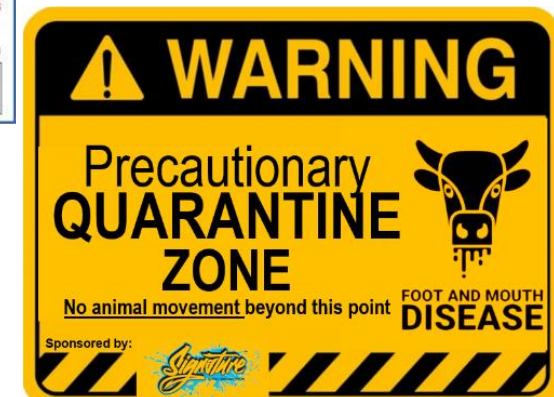 WARNING
Precautionary
QUARANTINE
ZONE
No animal movement beyond this point
FOOT AND MOUTH
DISEASE
Sponsored by:
Signature